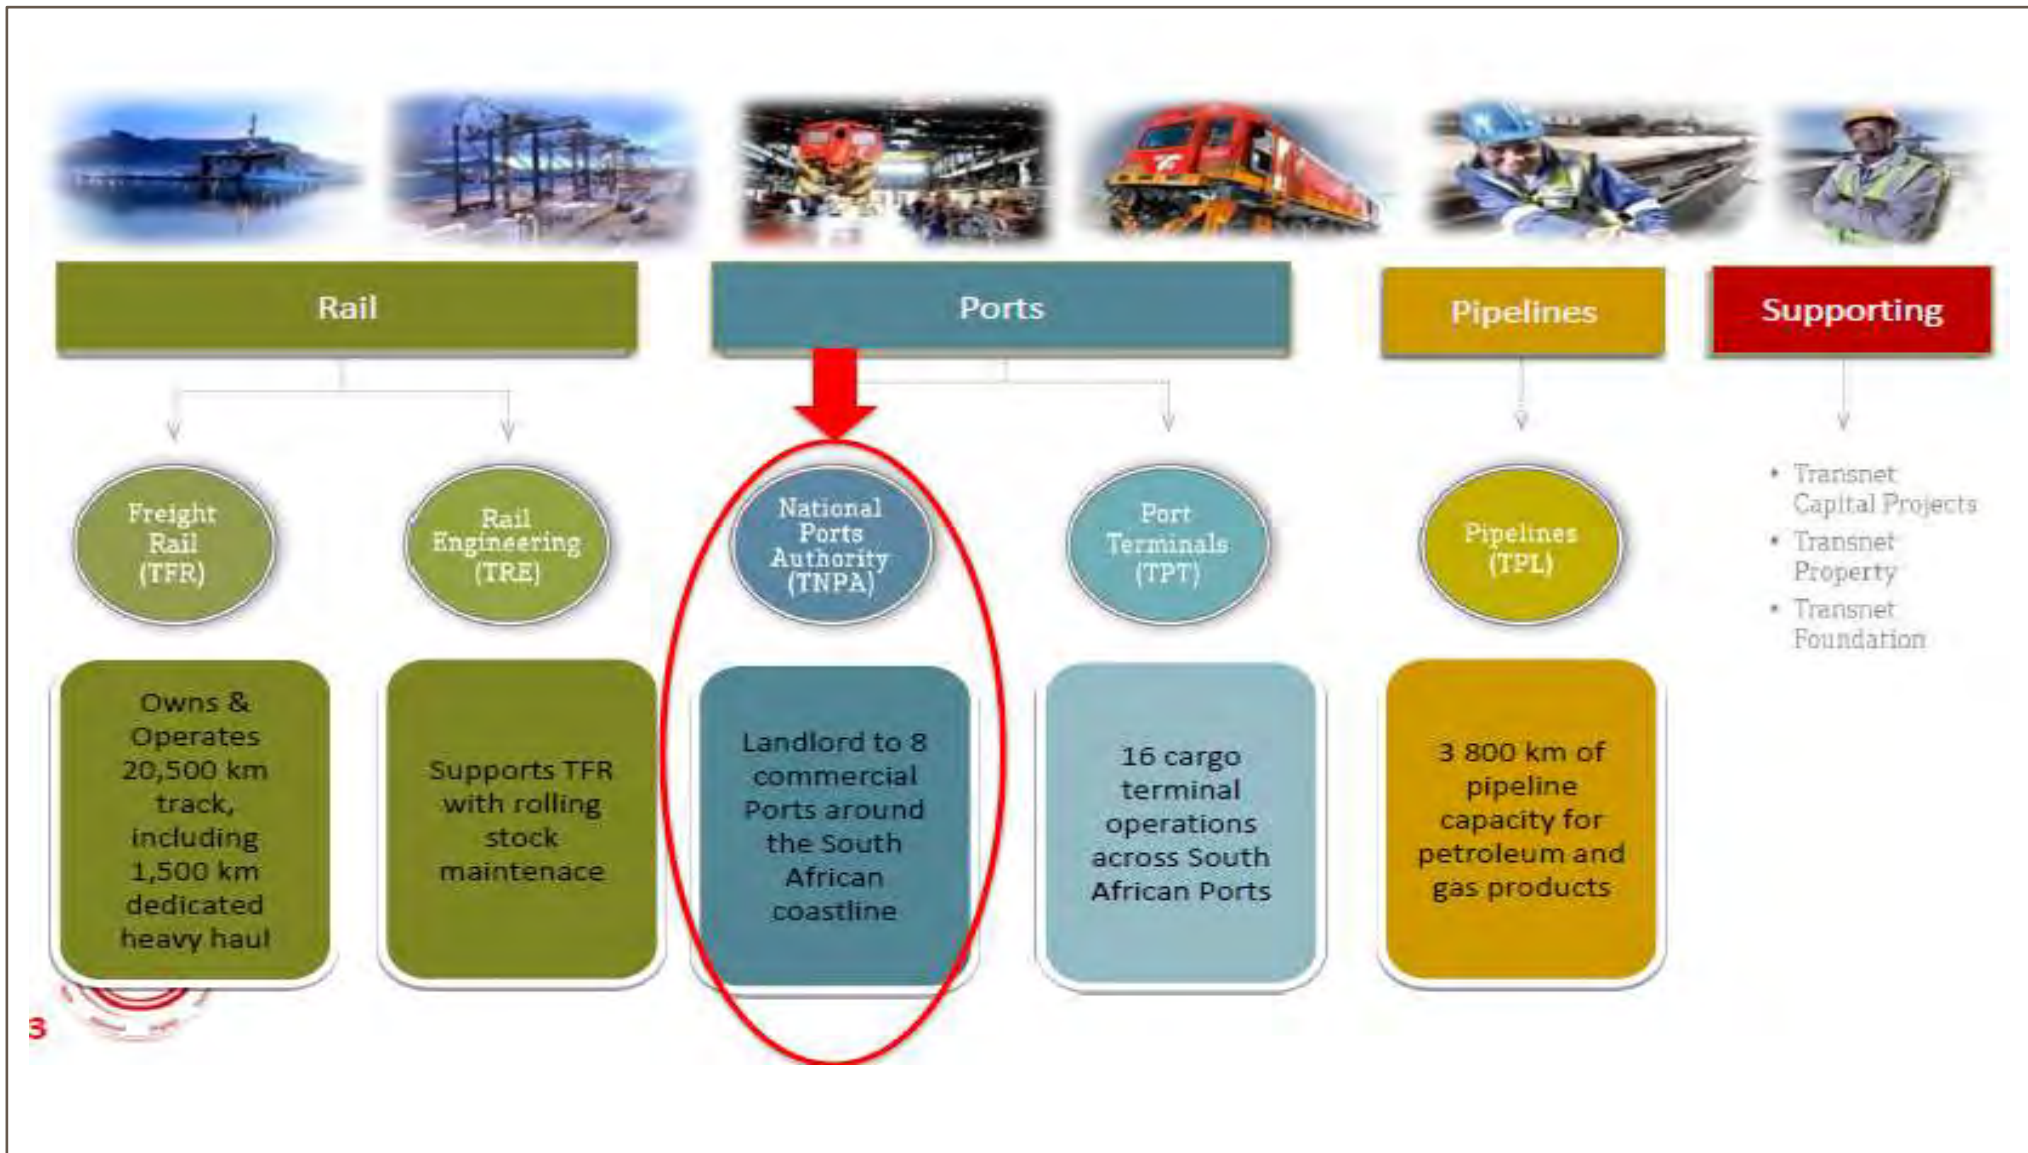 Rail
Ports
Pipelines
Supporting
Freight
Rail
(TFR)
Rail
Engineering
(TRE)
National
Ports
Authority
(TNPA)
Port
Terminals
(TPT)
Pipelines
(TPL)
• Transnet
Capital Projects
• Transnet
Property
• Transnet
Foundation
Owns &
Operates
20,500 km
track,
including
1,500 km
dedicated
heavy haul
Supports TFR
with rolling
stock
maintenace
Landlord to 8
commercial
Ports around
the South
African
coastline
16 cargo
terminal
operations
across South
African Ports
3 800 km of
pipeline
capacity for
petroleum and
gas products
3